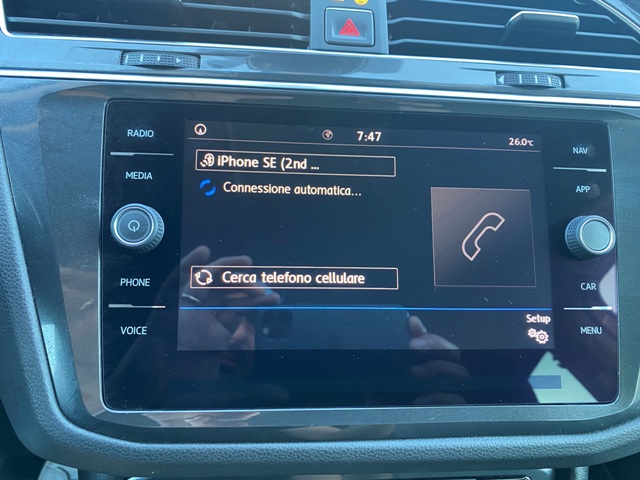 RADIO
MEDIA
PHONE
VOICE
7:47
26.0°C
iPhone SE (2nd ...
Connessione automatica...
Cerca telefono cellulare
Setup
NAV
APP
CAR
MENU